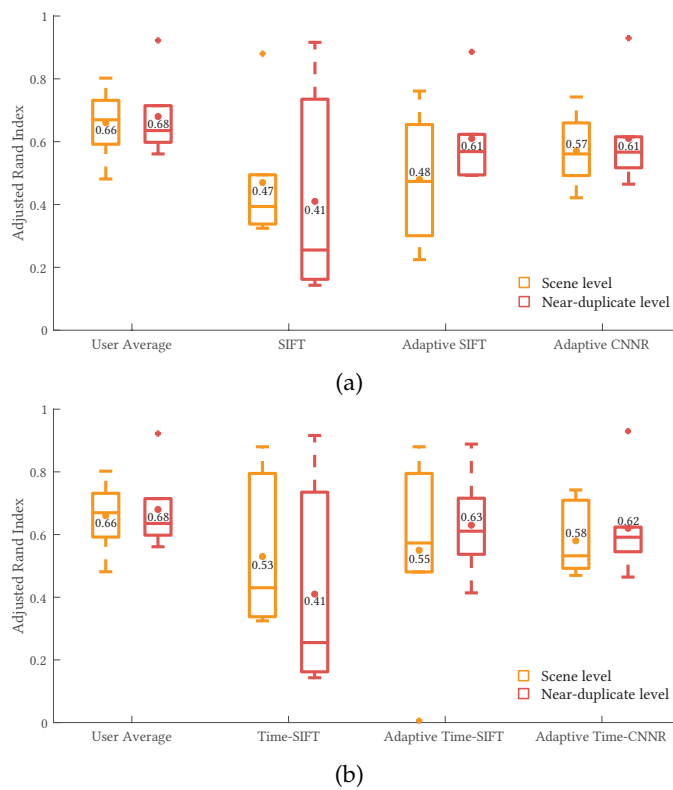 1
0.8
0.6
0.4
0.2
0
Adjusted Rand Index
0.66
0.68
0.47
0.41
0.48
0.61
0.57
0.61
Scene level
Near-duplicate level
User Average
SIFT
Adaptive SIFT
Adaptive CNNR
(a)
1
0.8
0.6
0.4
0.2
0
Adjusted Rand Index
0.66
0.68
0.53
0.41
0.55
0.63
0.58
0.62
Scene level
Near-duplicate level
User Average
Time-SIFT
Adaptive Time-SIFT
Adaptive Time-CNNR
(b)